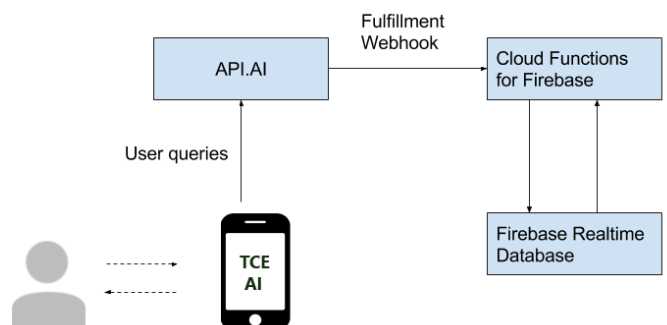 Fulfillment
Webhook
API.AI
Cloud Functions
for Firebase
User queries
TCE
AI
Firebase Realtime
Database